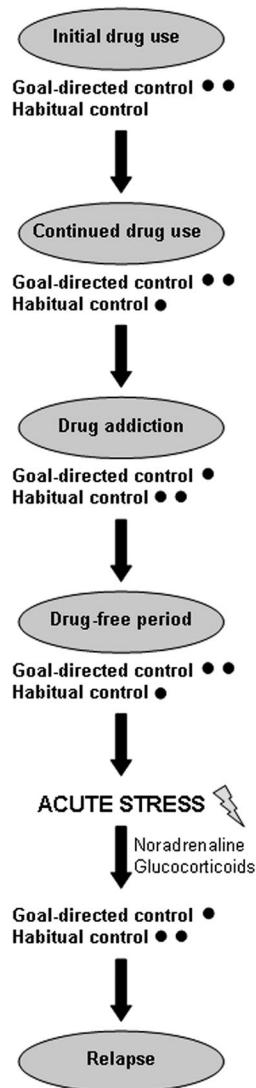 Initial drug use
Goal-directed control ● ●
Habitual control
Continued drug use
Goal-directed control ● ●
Habitual control ●
Drug addiction
Goal-directed control ●
Habitual control ● ●
Drug-free period
Goal-directed control ● ●
Habitual control ●
ACUTE STRESS
Noradrenaline
Glucocorticoids
Goal-directed control ●
Habitual control ● ●
Relapse